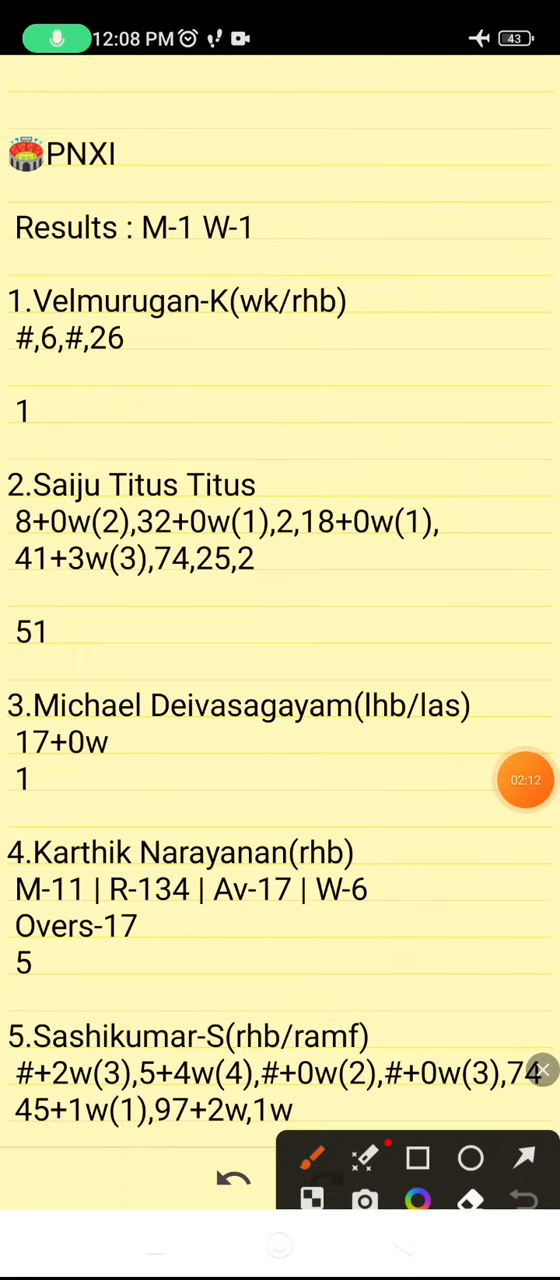 12:08 PM
43
PNXI
Results : M-1 W-1
1.Velmurugan-K(wk/rhb)
#,6,#,26
1
2.Saiju Titus Titus
8+0w(2),32+0w(1),2,18+0w(1),
41+3w(3),74,25,2
51
3.Michael Deivasagayam(lhb/las)
17+0w
1
02:12
4.Karthik Narayanan(rhb)
M-11 | R-134 | Av-17 | W-6
Overs-17
5
5.Sashikumar-S(rhb/ramf)
#+2w(3),5+4w(4),#+0w(2),#+0w(3),74
45+1w(1),97+2w,1w